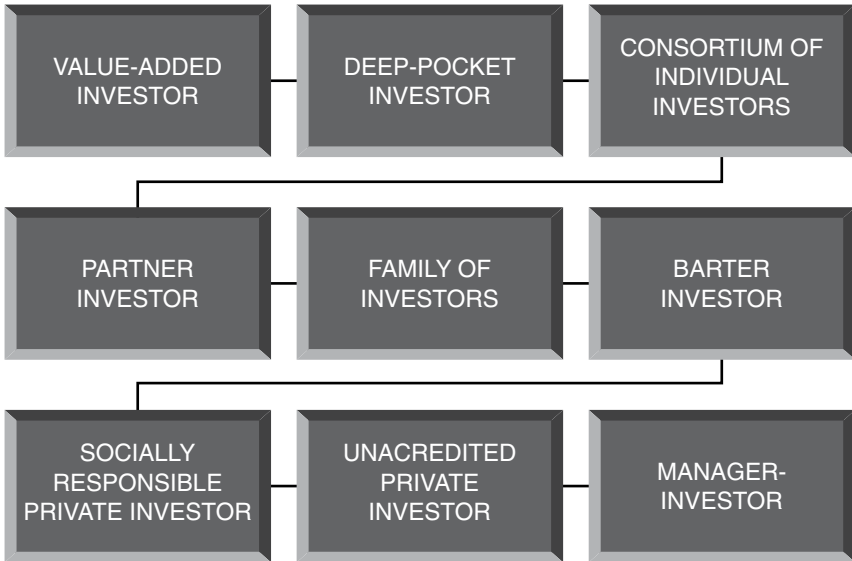 VALUE-ADDED
INVESTOR
DEEP-POCKET
INVESTOR
CONSORTIUM OF
INDIVIDUAL
INVESTORS
PARTNER
INVESTOR
FAMILY OF
INVESTORS
BARTER
INVESTOR
SOCIALLY
RESPONSIBLE
PRIVATE INVESTOR
UNACREDITED
PRIVATE
INVESTOR
MANAGER-
INVESTOR